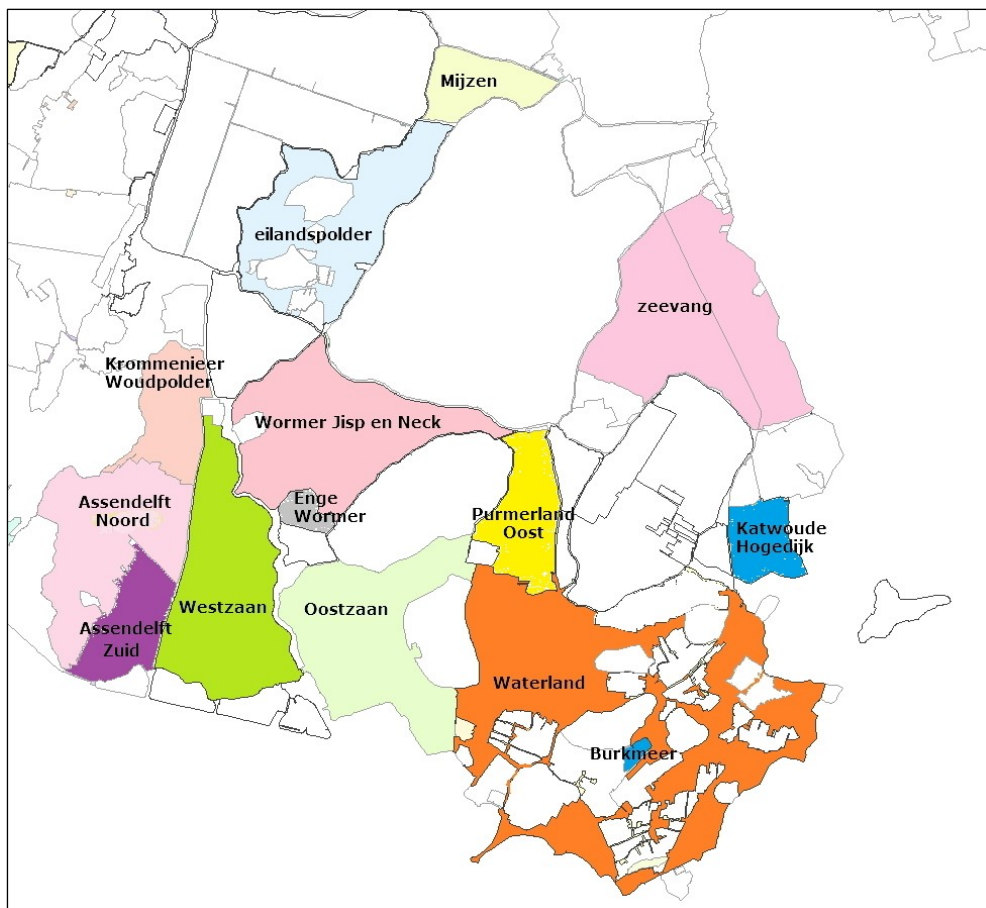 Mijzen
eilandspolder
zeevang
Krommenieer
Woudpolder
Wormer Jisp en Neck
Assendelft
Noord
Enge
Wormer
Purmerland
Oost
Katwoude
Hogedijk
Westzaan
Oostzaan
Assendelft
Zuid
Waterland
Burkmeer